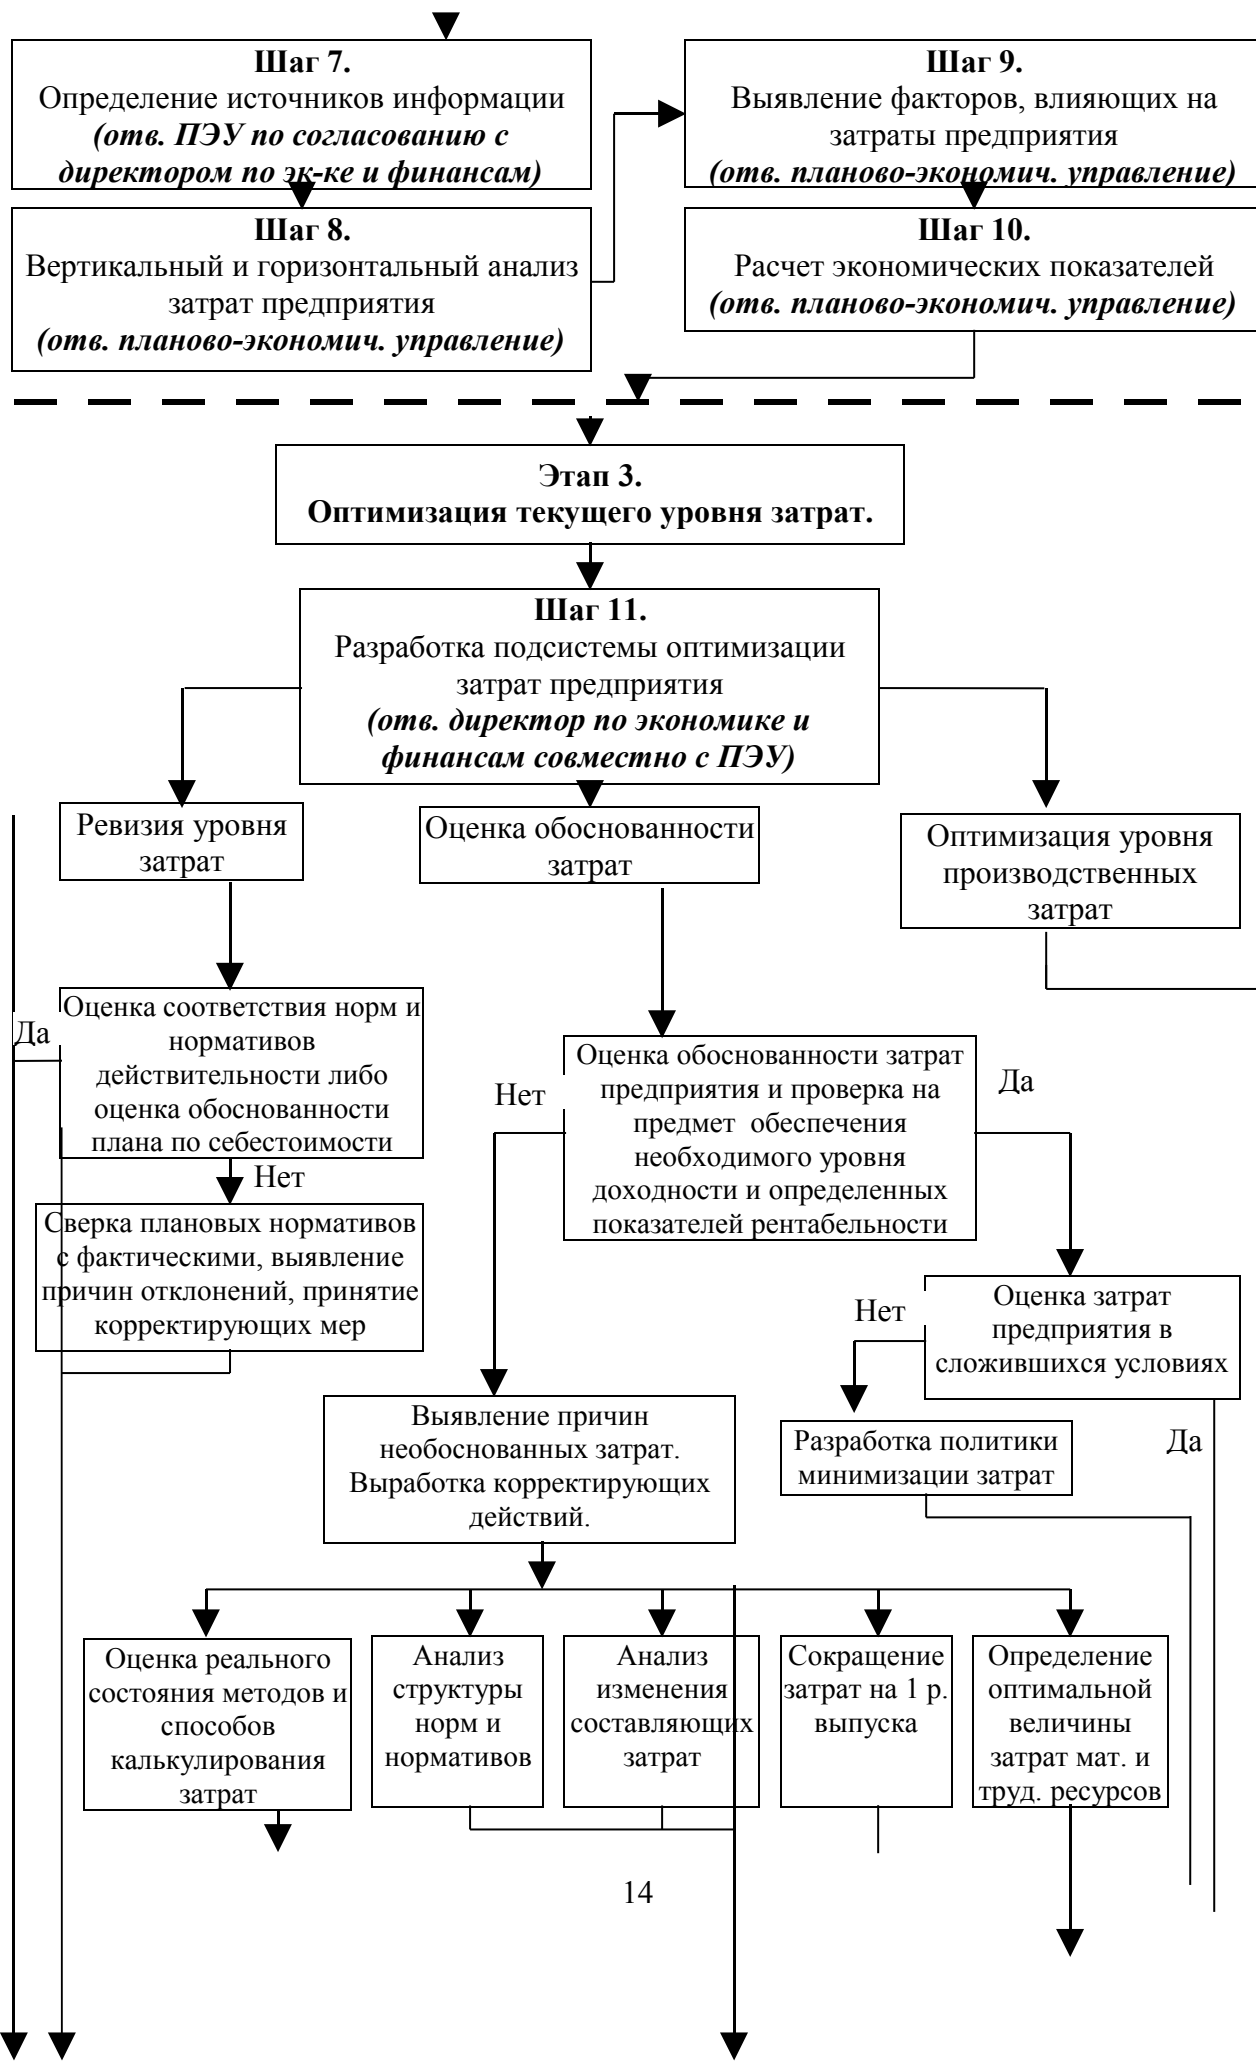 Шаг 7.
Определение источников информации
(отв. ПЭУ по согласованию с
директором по эк-ке и финансам)
Шаг 8.
Вертикальный и горизонтальный анализ
затрат предприятия
(отв. планово-экономич. управление)
Шаг 9.
Выявление факторов, влияющих на
затраты предприятия
(отв. планово-экономич. управление)
Шаг 10.
Расчет экономических показателей
(отв. планово-экономич. управление)
Этап 3.
Оптимизация текущего уровня затрат.
Шаг 11.
Разработка подсистемы оптимизации
затрат предприятия
(отв. директор по экономике и
финансам совместно с ПЭУ)
Ревизия уровня
затрат
Оценка обоснованности
затрат
Оптимизация уровня
производственных
затрат
Да
Оценка соответствия норм и
нормативов
действительности либо
оценка обоснованности
плана по себестоимости
Нет
Сверка плановых нормативов
с фактическими, выявление
причин отклонений, принятие
корректирующих мер
Нет
Оценка обоснованности затрат
предприятия и проверка на
предмет обеспечения
необходимого уровня
доходности и определенных
показателей рентабельности
Да
Нет
Оценка затрат
предприятия в
сложившихся условиях
Выявление причин
необоснованных затрат.
Выработка корректирующих
действий.
Разработка политики
минимизации затрат
Да
Оценка реального
состояния методов и
способов
калькулирования
затрат
Анализ
структуры
норм и
нормативов
Анализ
изменения
составляющих
затрат
Сокращение
затрат на 1 р.
выпуска
Определение
оптимальной
величины
затрат мат. и
труд. ресурсов
14